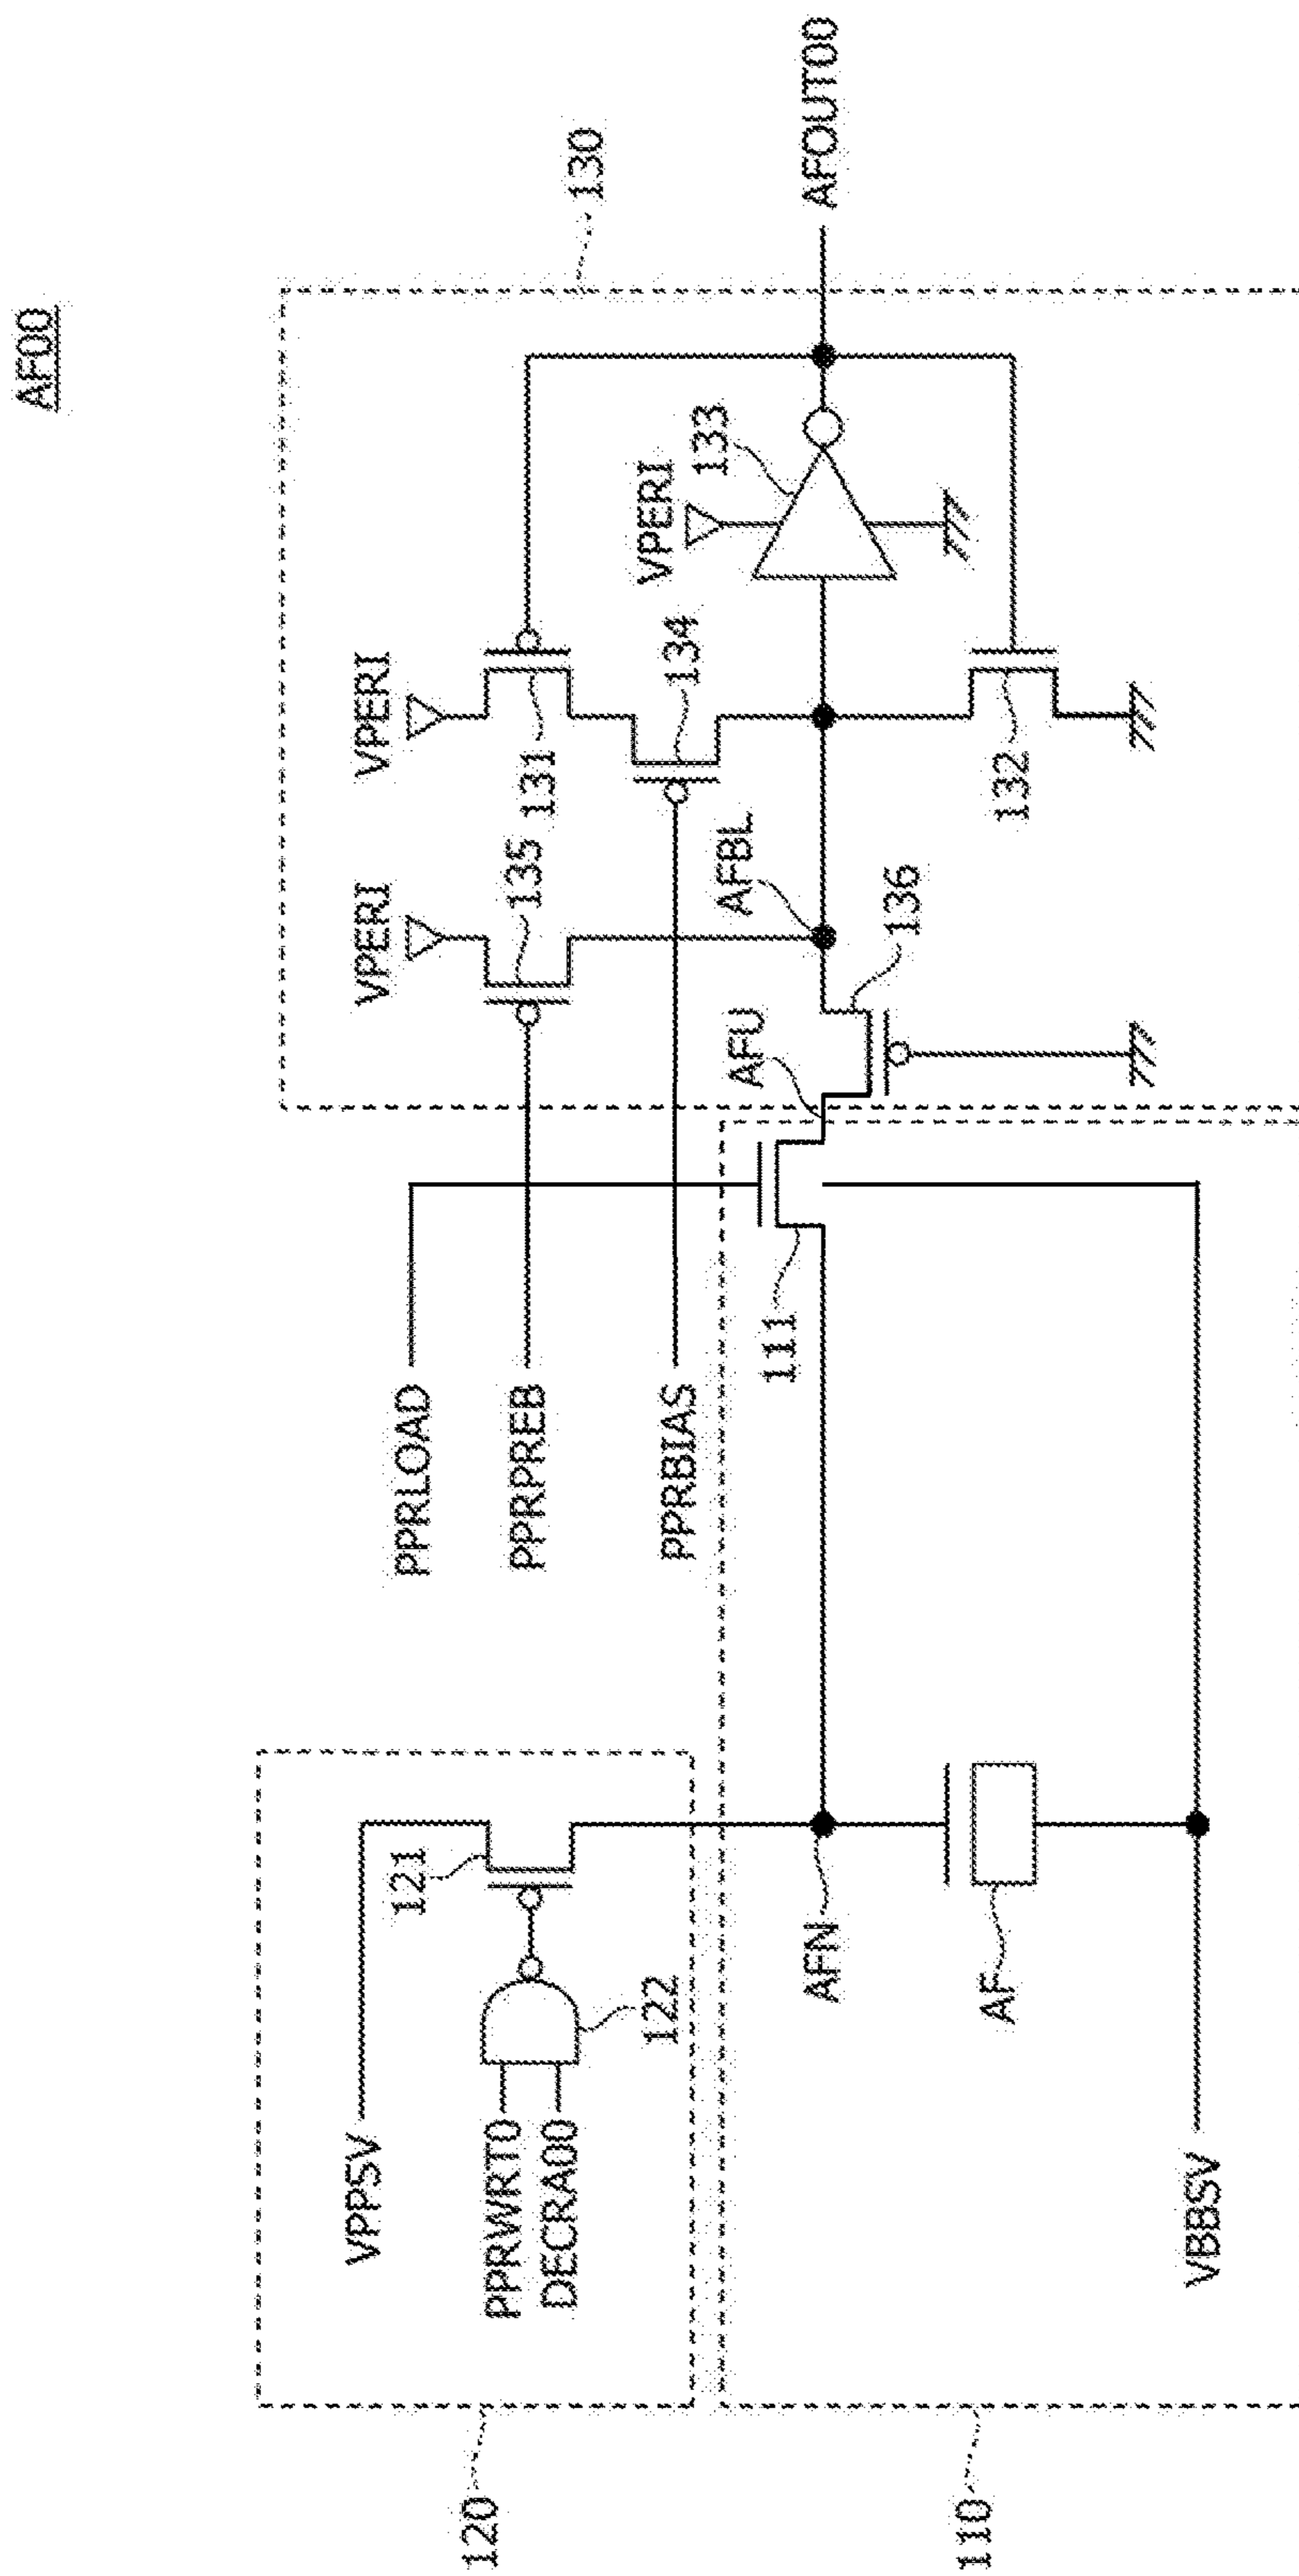 AF00
130
AFOUT00
VPERI
VPERI
VPERI
135
131
134
133
AFBL
132
AFU
136
PPRLOAD
PPRPREB
PPRBIAS
111
VPPSV
121
PPRWRT0
DECRA00
122
AFN
AF
VBBSV
120
110